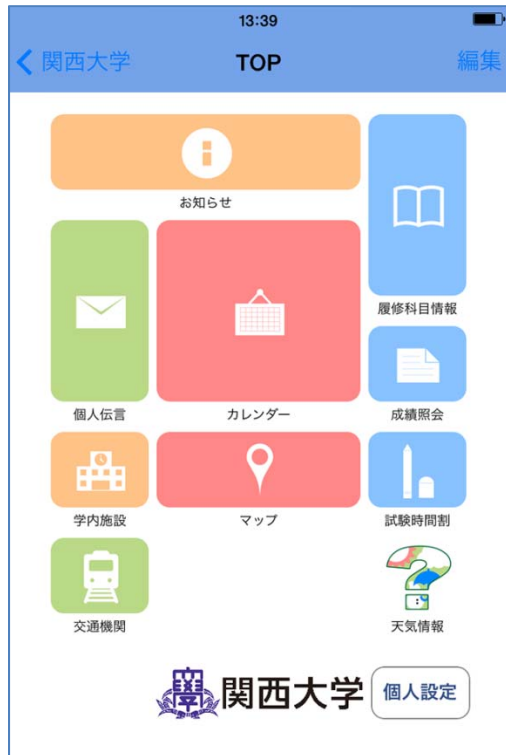 13:39
関西大学
TOP
編集
お知らせ
履修科目情報
個人伝言
カレンダー
成績照会
学内施設
マップ
試験時間割
交通機関
天気情報
関西大学
個人設定